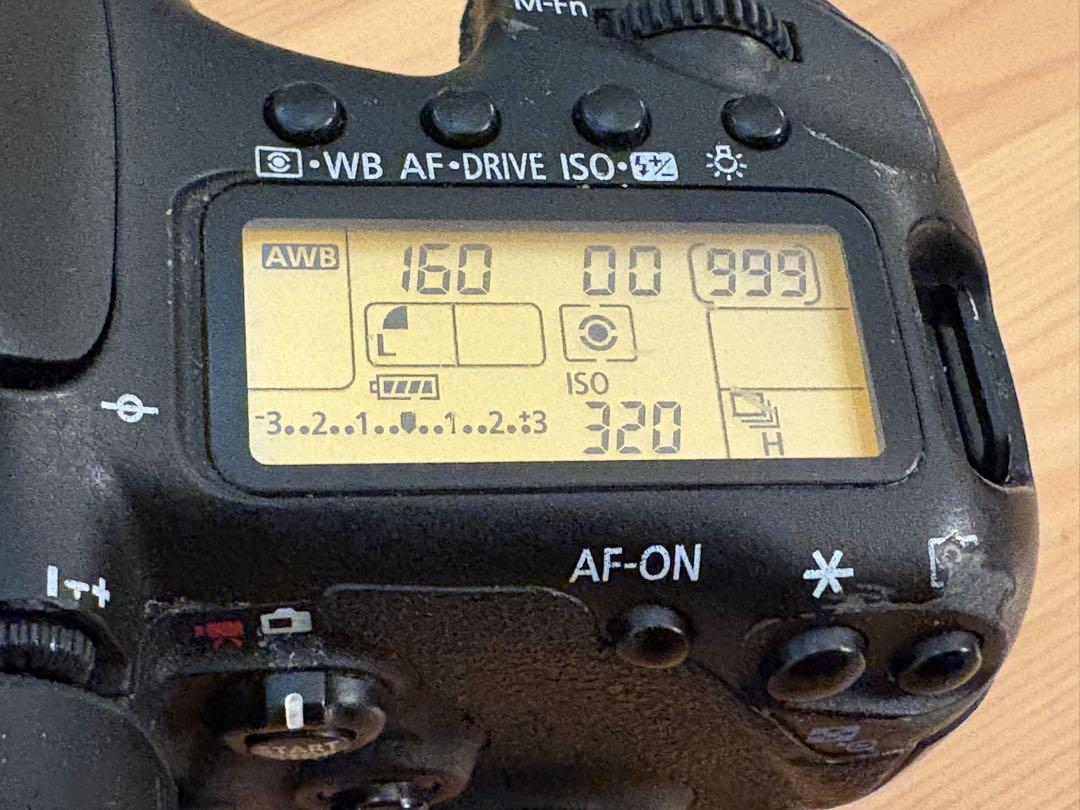 M-Fn
•WB AF•DRIVE ISO•
AWB 160 00 999
L
ISO
-3..2..1..■..1..2..+3 320 H
AF-ON
START